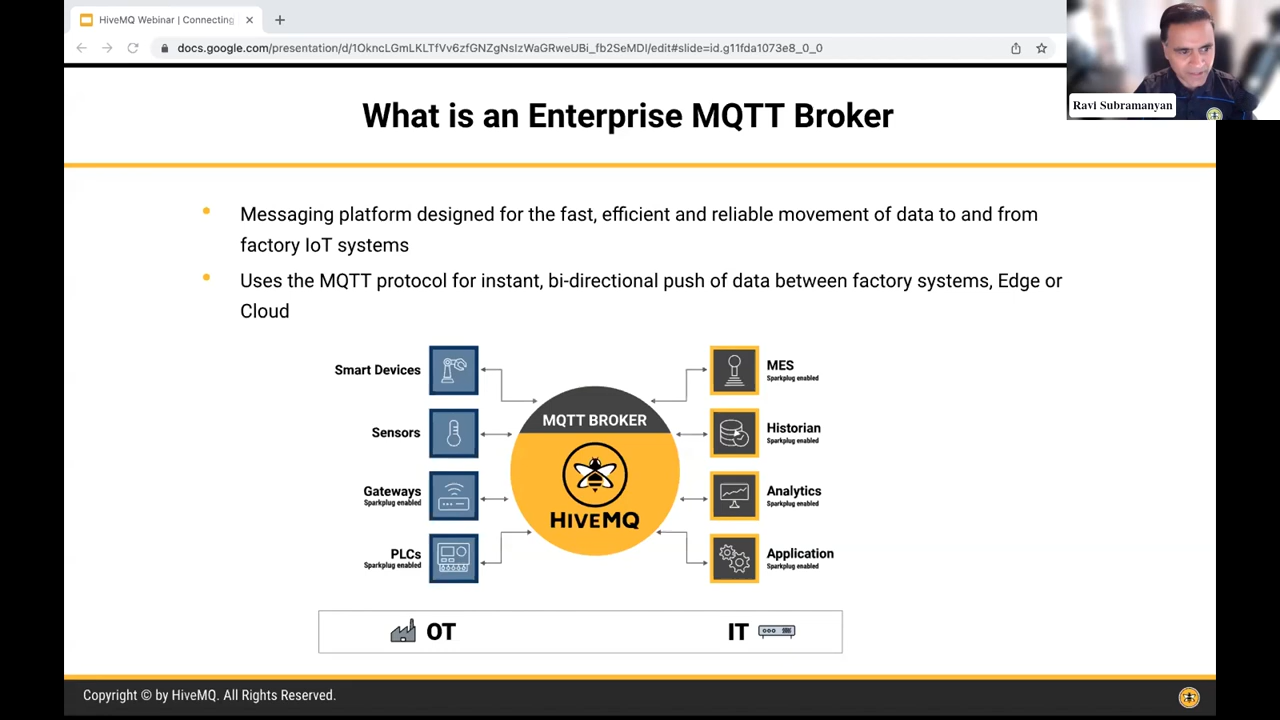 HiveMQ Webinar | Connecting
docs.google.com/presentation/d/1OkncLGmLKLTfVv6zfGNZgNsIzWaGRweUBi_fb2SeMDI/edit#slide=id.g11fda1073e8_0_0
Ravi Subramanyan
What is an Enterprise MQTT Broker
• Messaging platform designed for the fast, efficient and reliable movement of data to and from
factory IoT systems
• Uses the MQTT protocol for instant, bi-directional push of data between factory systems, Edge or
Cloud
Smart Devices
Sensors
Gateways
Sparkplug enabled
PLCs
Sparkplug enabled
MQTT BROKER
HIVEMQ
MES
Sparkplug enabled
Historian
Sparkplug enabled
Analytics
Sparkplug enabled
Application
Sparkplug enabled
OT
IT
Copyright © by HiveMQ. All Rights Reserved.